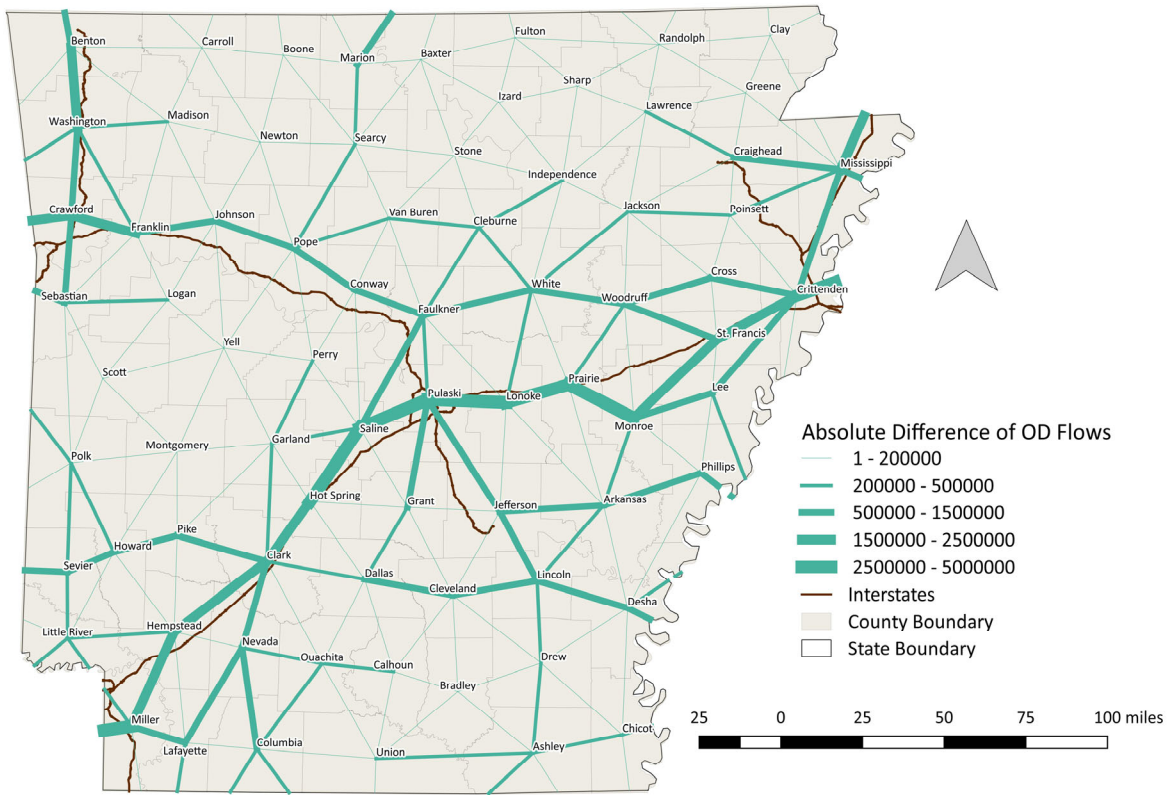 Benton
Carroll
Boone
Marion
Baxter
Fulton
Randolph
Clay
Sharp
Izard
Greene
Lawrence
Washington
Madison
Newton
Searcy
Stone
Craighead
Mississippi
Independence
Crawford
Franklin
Johnson
Van Buren
Cleburne
Jackson
Poinsett
Pope
Sebastian
Logan
Conway
White
Woodruff
Cross
Crittenden
Faulkner
St. Francis
Yell
Perry
Scott
Pulaski
Lonoke
Prairie
Lee
Saline
Monroe
Garland
Montgomery
Polk
Phillips
Hot Spring
Grant
Jefferson
Arkansas
Pike
Howard
Clark
Sevier
Dallas
Cleveland
Lincoln
Desha
Little River
Hempstead
Nevada
Ouachita
Calhoun
Drew
Bradley
Miller
Lafayette
Columbia
Union
Ashley
Chicot
Absolute Difference of OD Flows
1 - 200000
200000 - 500000
500000 - 1500000
1500000 - 2500000
2500000 - 5000000
Interstates
County Boundary
State Boundary
25 0 25 50 75 100 miles